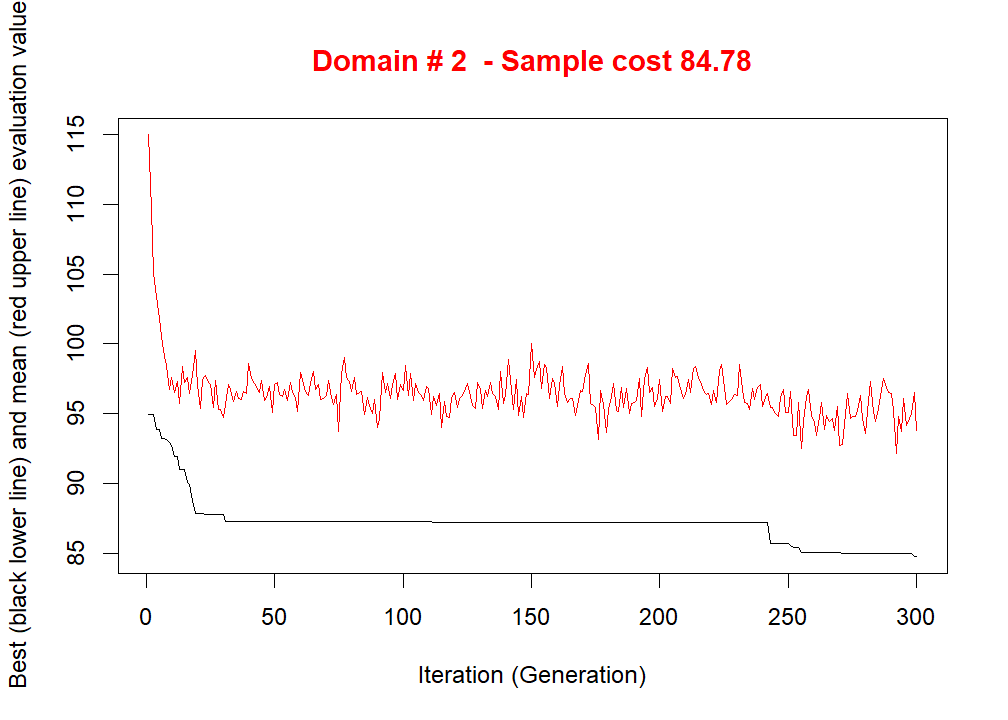 Domain # 2  - Sample cost 84.78
Best (black lower line) and mean (red upper line) evaluation value
115
110
105
100
95
90
85
0 50 100 150 200 250 300
Iteration (Generation)